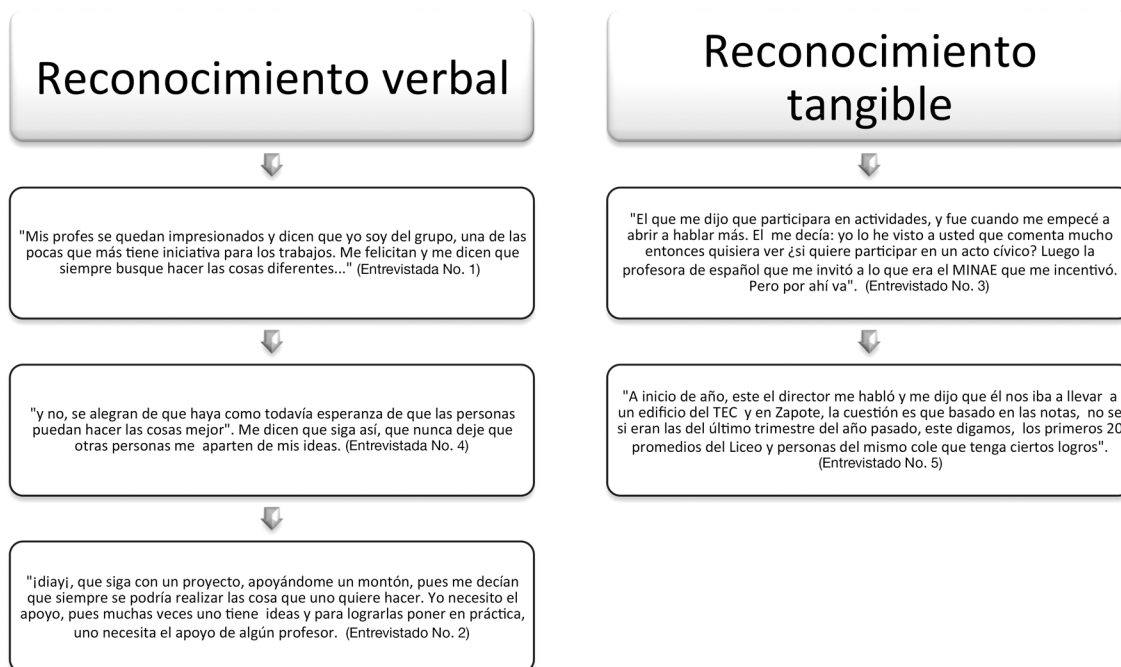 Reconocimiento verbal
"Mis profes se quedan impresionados y dicen que yo soy del grupo, una de las
pocas que más tiene iniciativa para los trabajos. Me felicitan y me dicen que
siempre busque hacer las cosas diferentes..." (Entrevistada No. 1)
"y no, se alegran de que haya como todavía esperanza de que las personas
puedan hacer las cosas mejor". Me dicen que siga así, que nunca deje que
otras personas me aparten de mis ideas. (Entrevistada No. 4)
"¡diay¡, que siga con un proyecto, apoyándome un montón, pues me decían
que siempre se podría realizar las cosa que uno quiere hacer. Yo necesito el
apoyo, pues muchas veces uno tiene ideas y para lograrlas poner en práctica,
uno necesita el apoyo de algún profesor. (Entrevistado No. 2)
Reconocimiento
tangible
"El que me dijo que participara en actividades, y fue cuando me empecé a
abrir a hablar más. El me decía: yo lo he visto a usted que comenta mucho
entonces quisiera ver ¿si quiere participar en un acto cívico? Luego la
profesora de español que me invitó a lo que era el MINAE que me incentivó.
Pero por ahí va". (Entrevistado No. 3)
"A inicio de año, este el director me habló y me dijo que él nos iba a llevar a
un edificio del TEC y en Zapote, la cuestión es que basado en las notas, no se
si eran las del último trimestre del año pasado, este digamos, los primeros 20
promedios del Liceo y personas del mismo cole que tenga ciertos logros".
(Entrevistado No. 5)